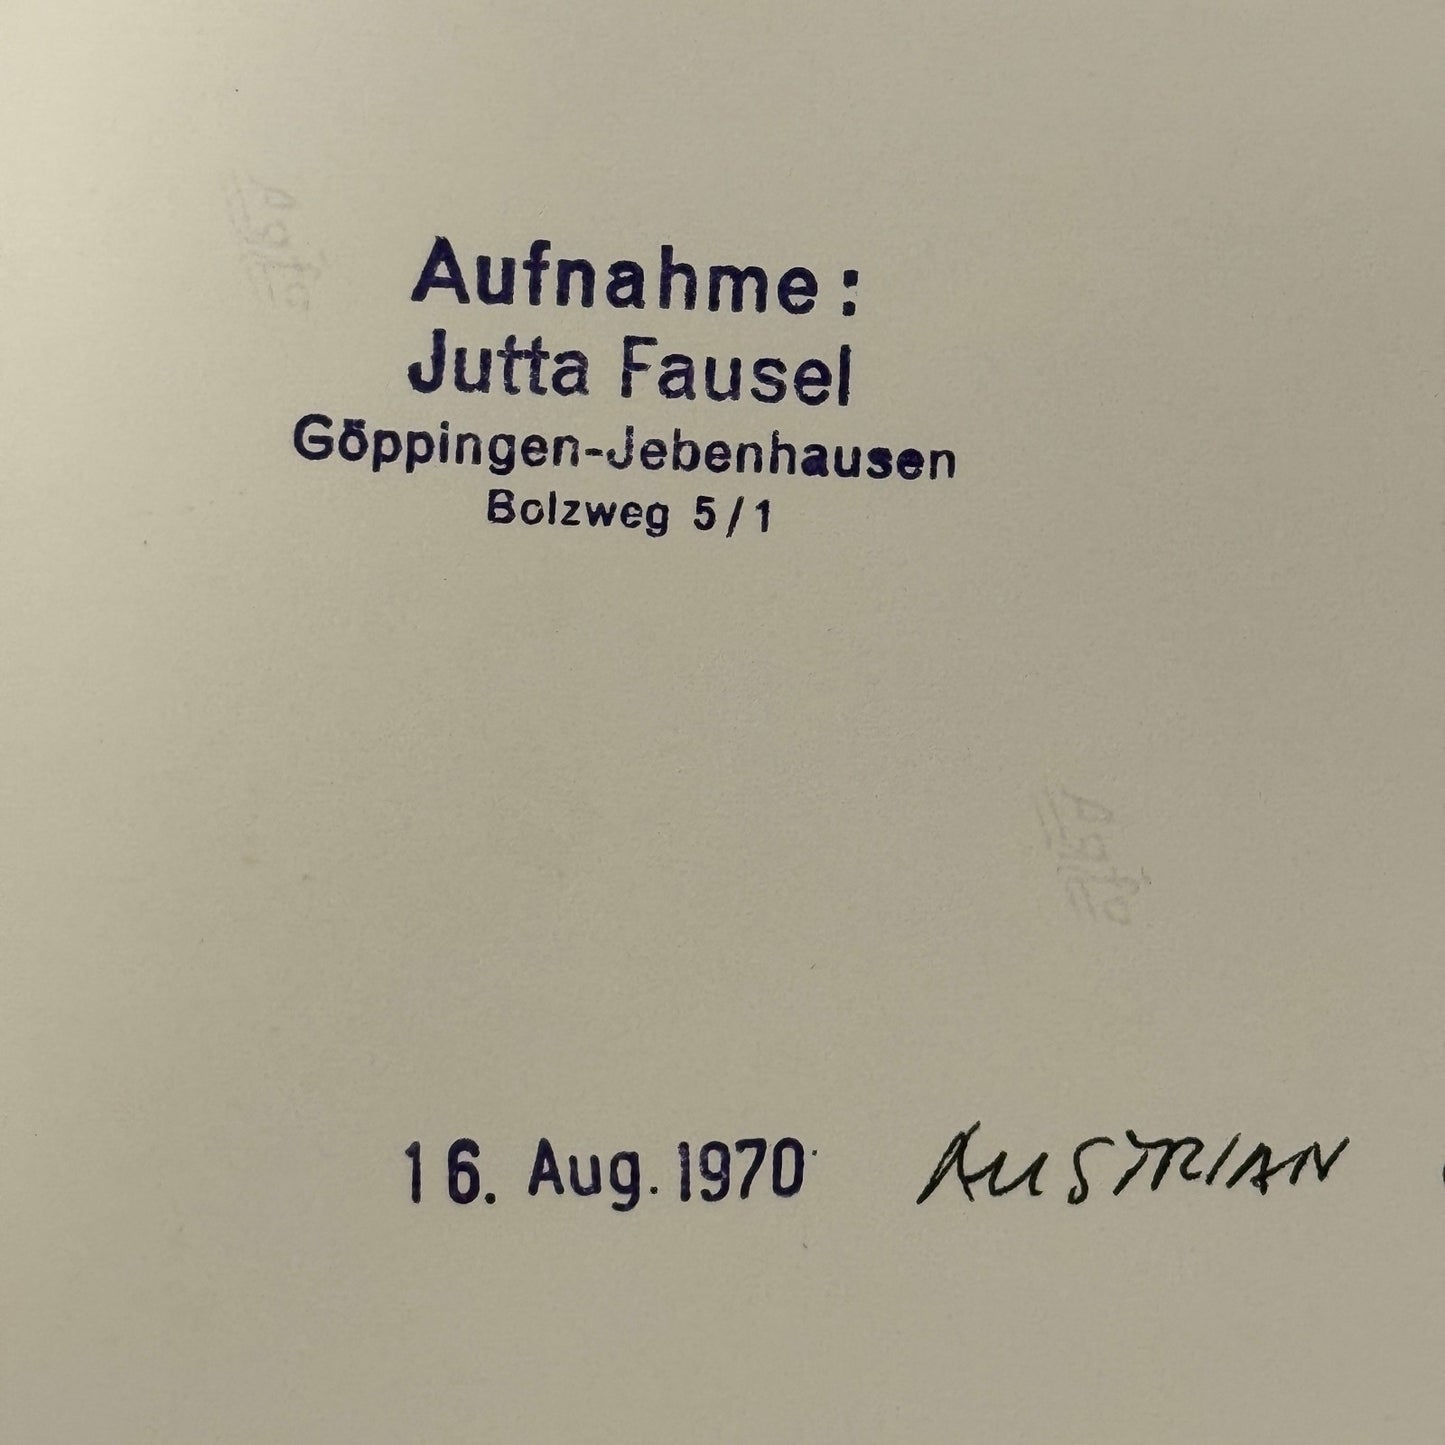 Aufnahme:
Jutta Fausel
Göppingen-Jebenhausen
Bolzweg 5/1
16. Aug. 1970 AUSTRIAN